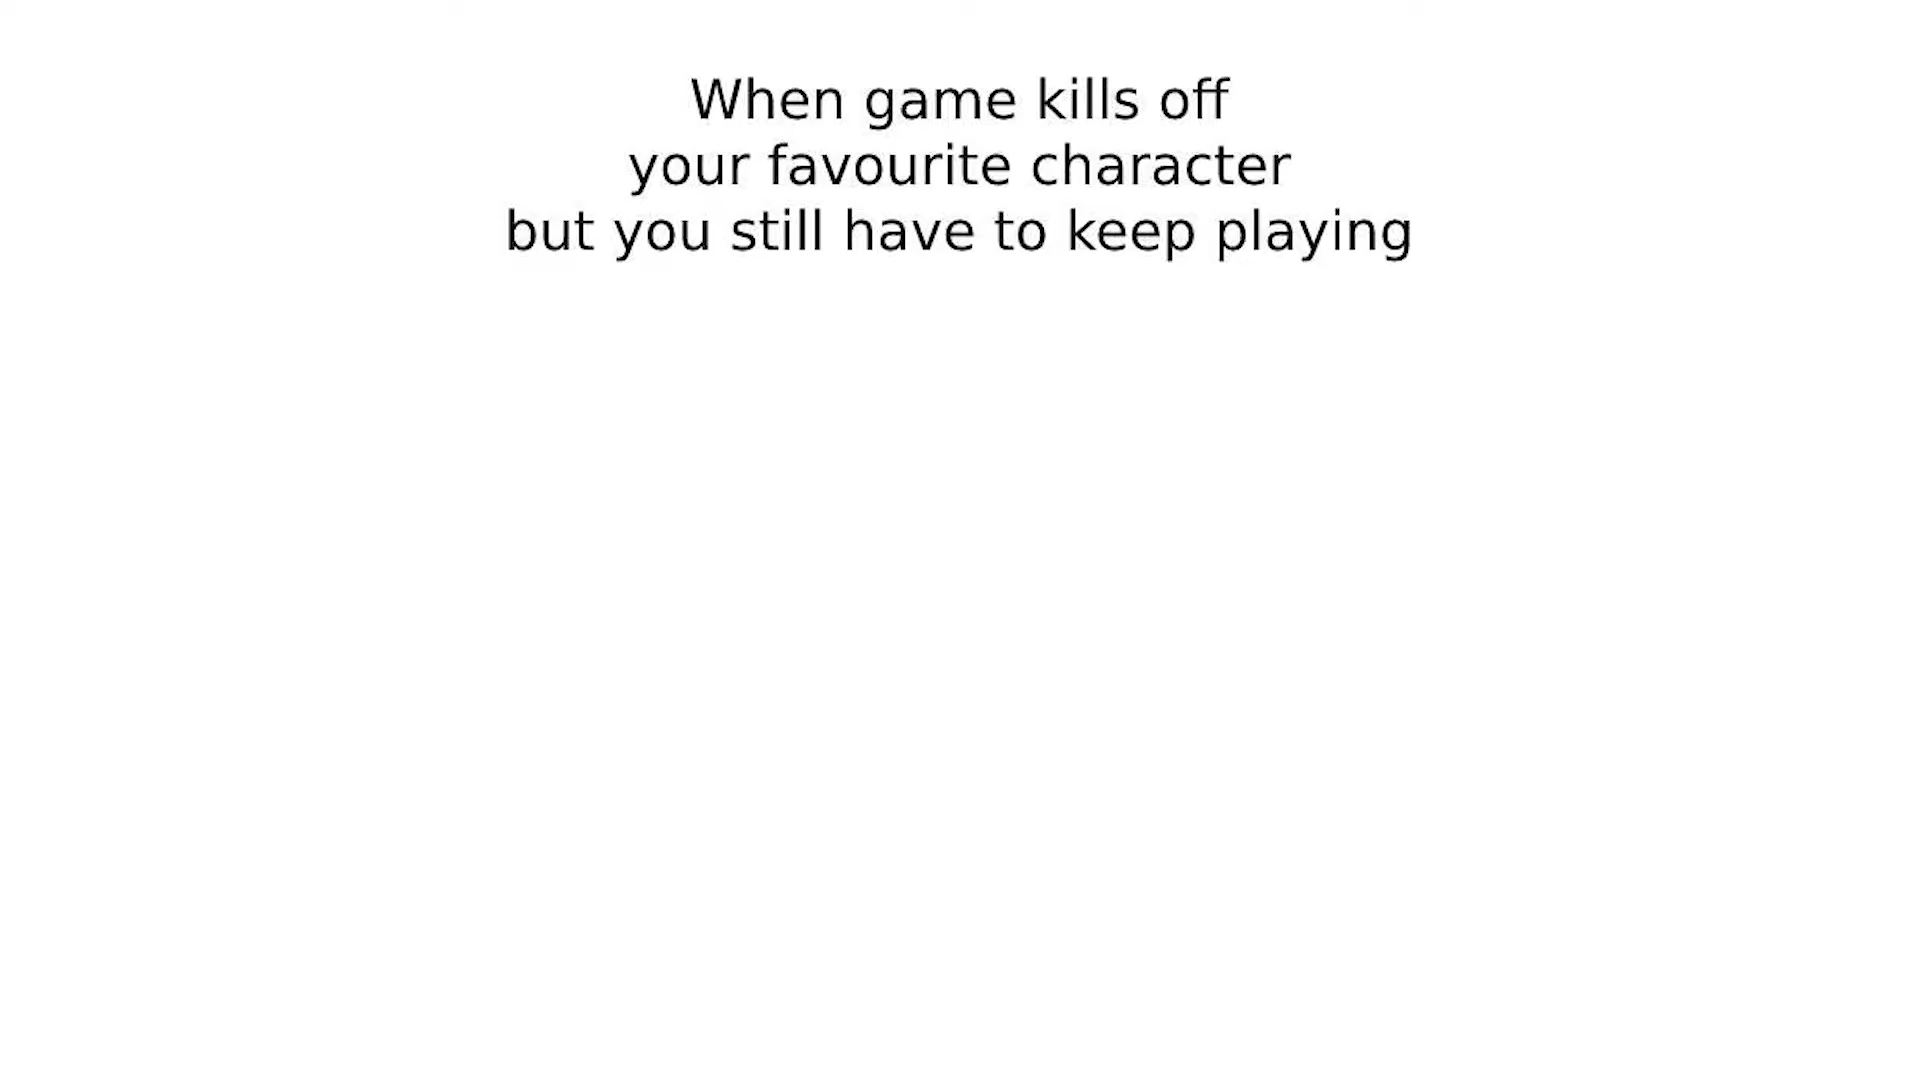 When game kills off
your favourite character
but you still have to keep playing